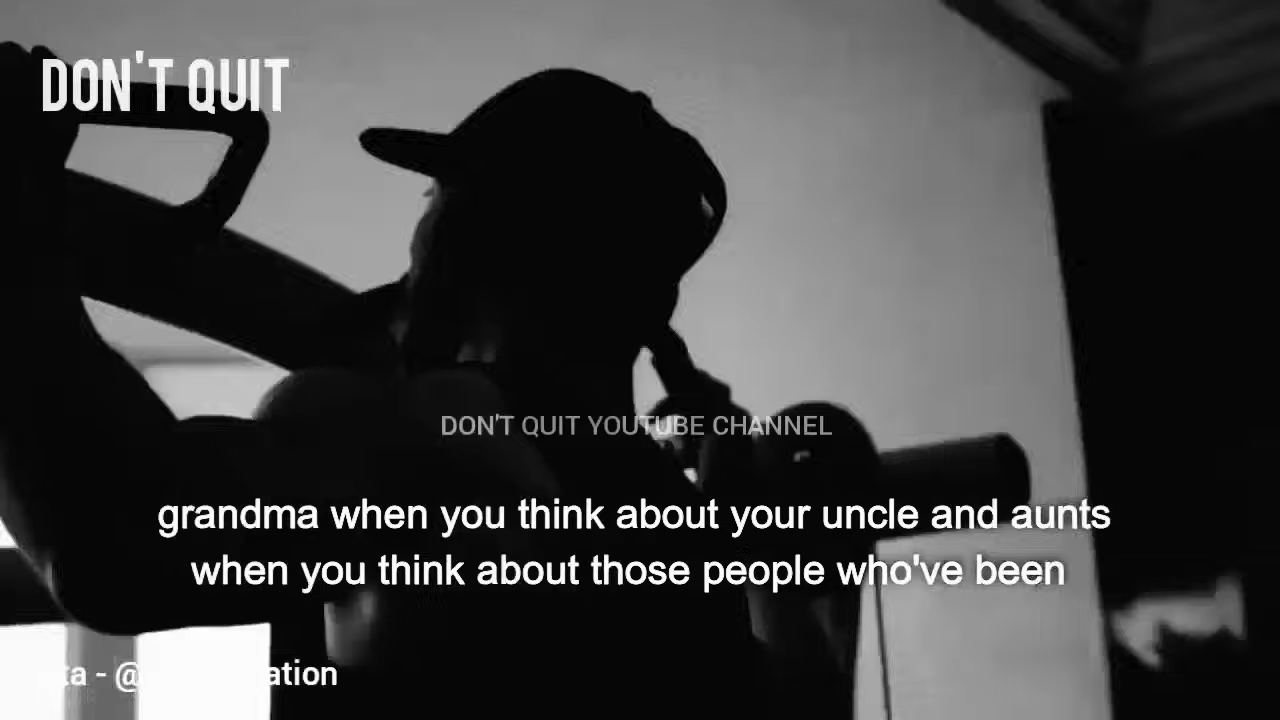 DON'T QUIT
DON'T QUIT YOUTUBE CHANNEL
grandma when you think about your uncle and aunts
when you think about those people who've been